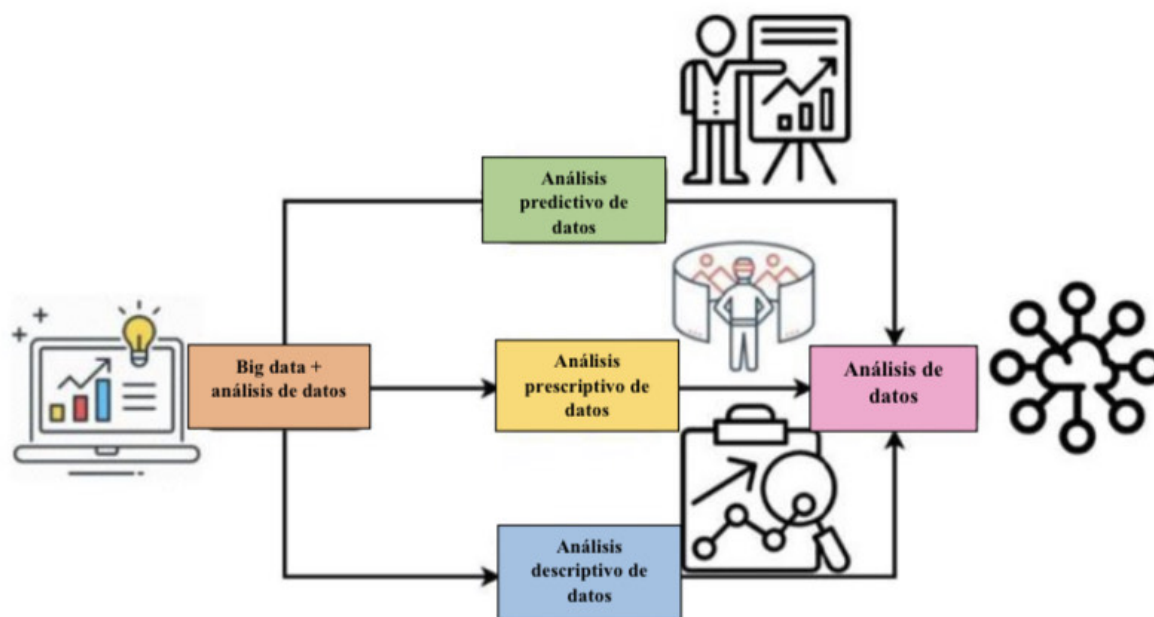 Análisis
predictivo de
datos
Big data +
análisis de datos
Análisis
prescriptivo de
datos
Análisis de
datos
Análisis
descriptivo de
datos